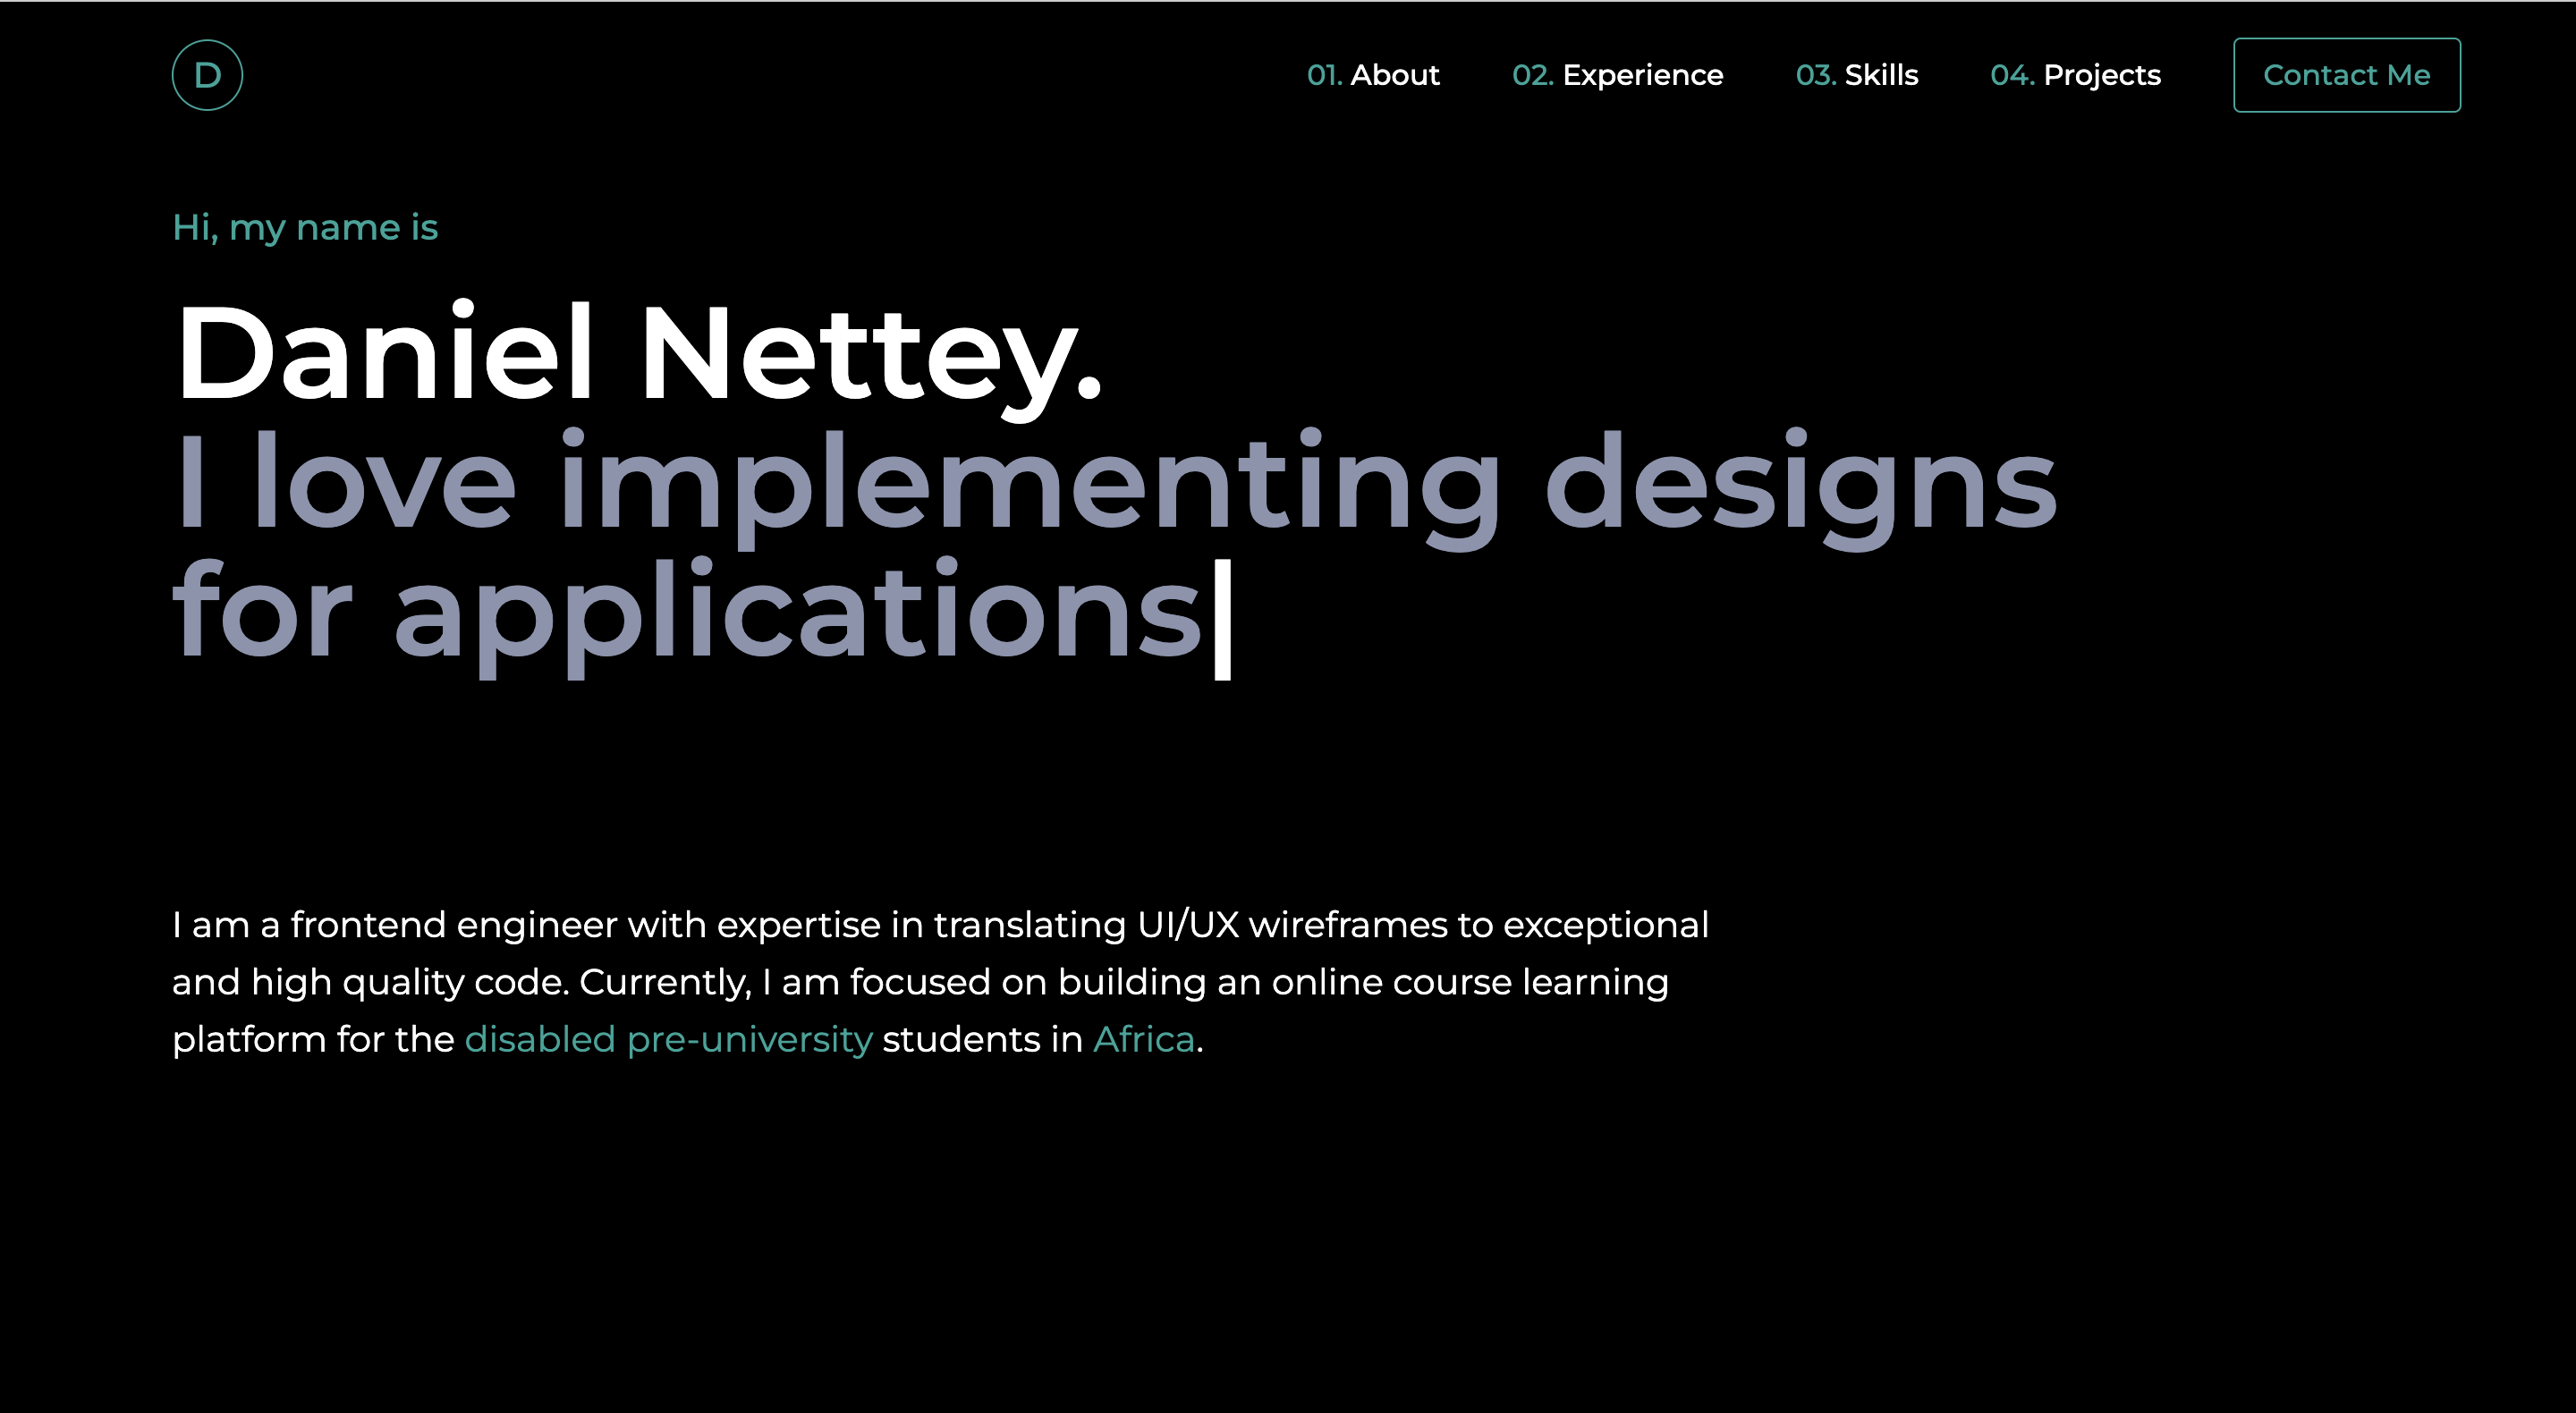 D
01. About 02. Experience 03. Skills 04. Projects Contact Me
Hi, my name is
Daniel Nettey.
I love implementing designs
for applications
I am a frontend engineer with expertise in translating UI/UX wireframes to exceptional
and high quality code. Currently, I am focused on building an online course learning
platform for the disabled pre-university students in Africa.